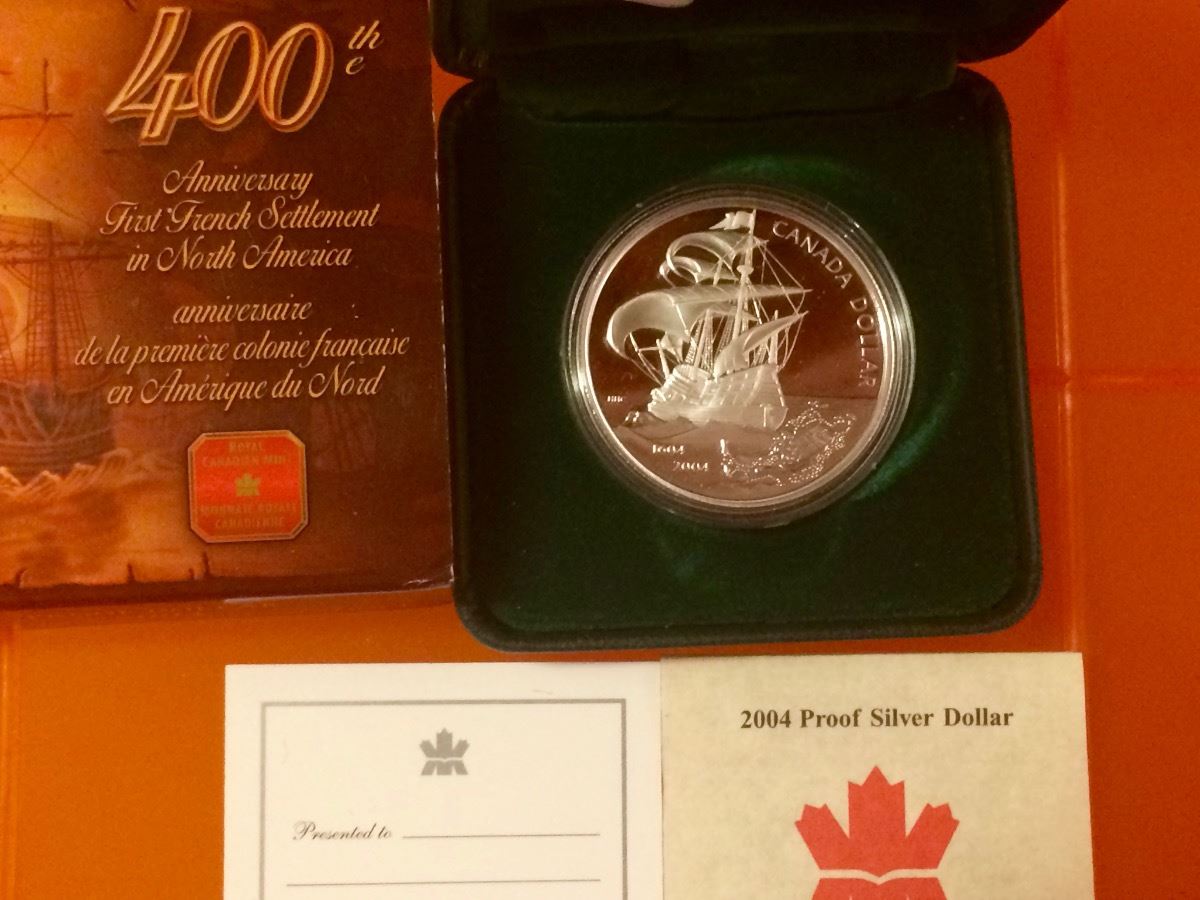 400th
e
Anniversary
First French Settlement
in North America
anniversaire
de la première colonie française
en Amérique du Nord
ROYAL
CANADIAN MINT
MONNAIE ROYALE
CANADIENNE
CANADA DOLLAR
HHC
1604
2004
Presented to
2004 Proof Silver Dollar